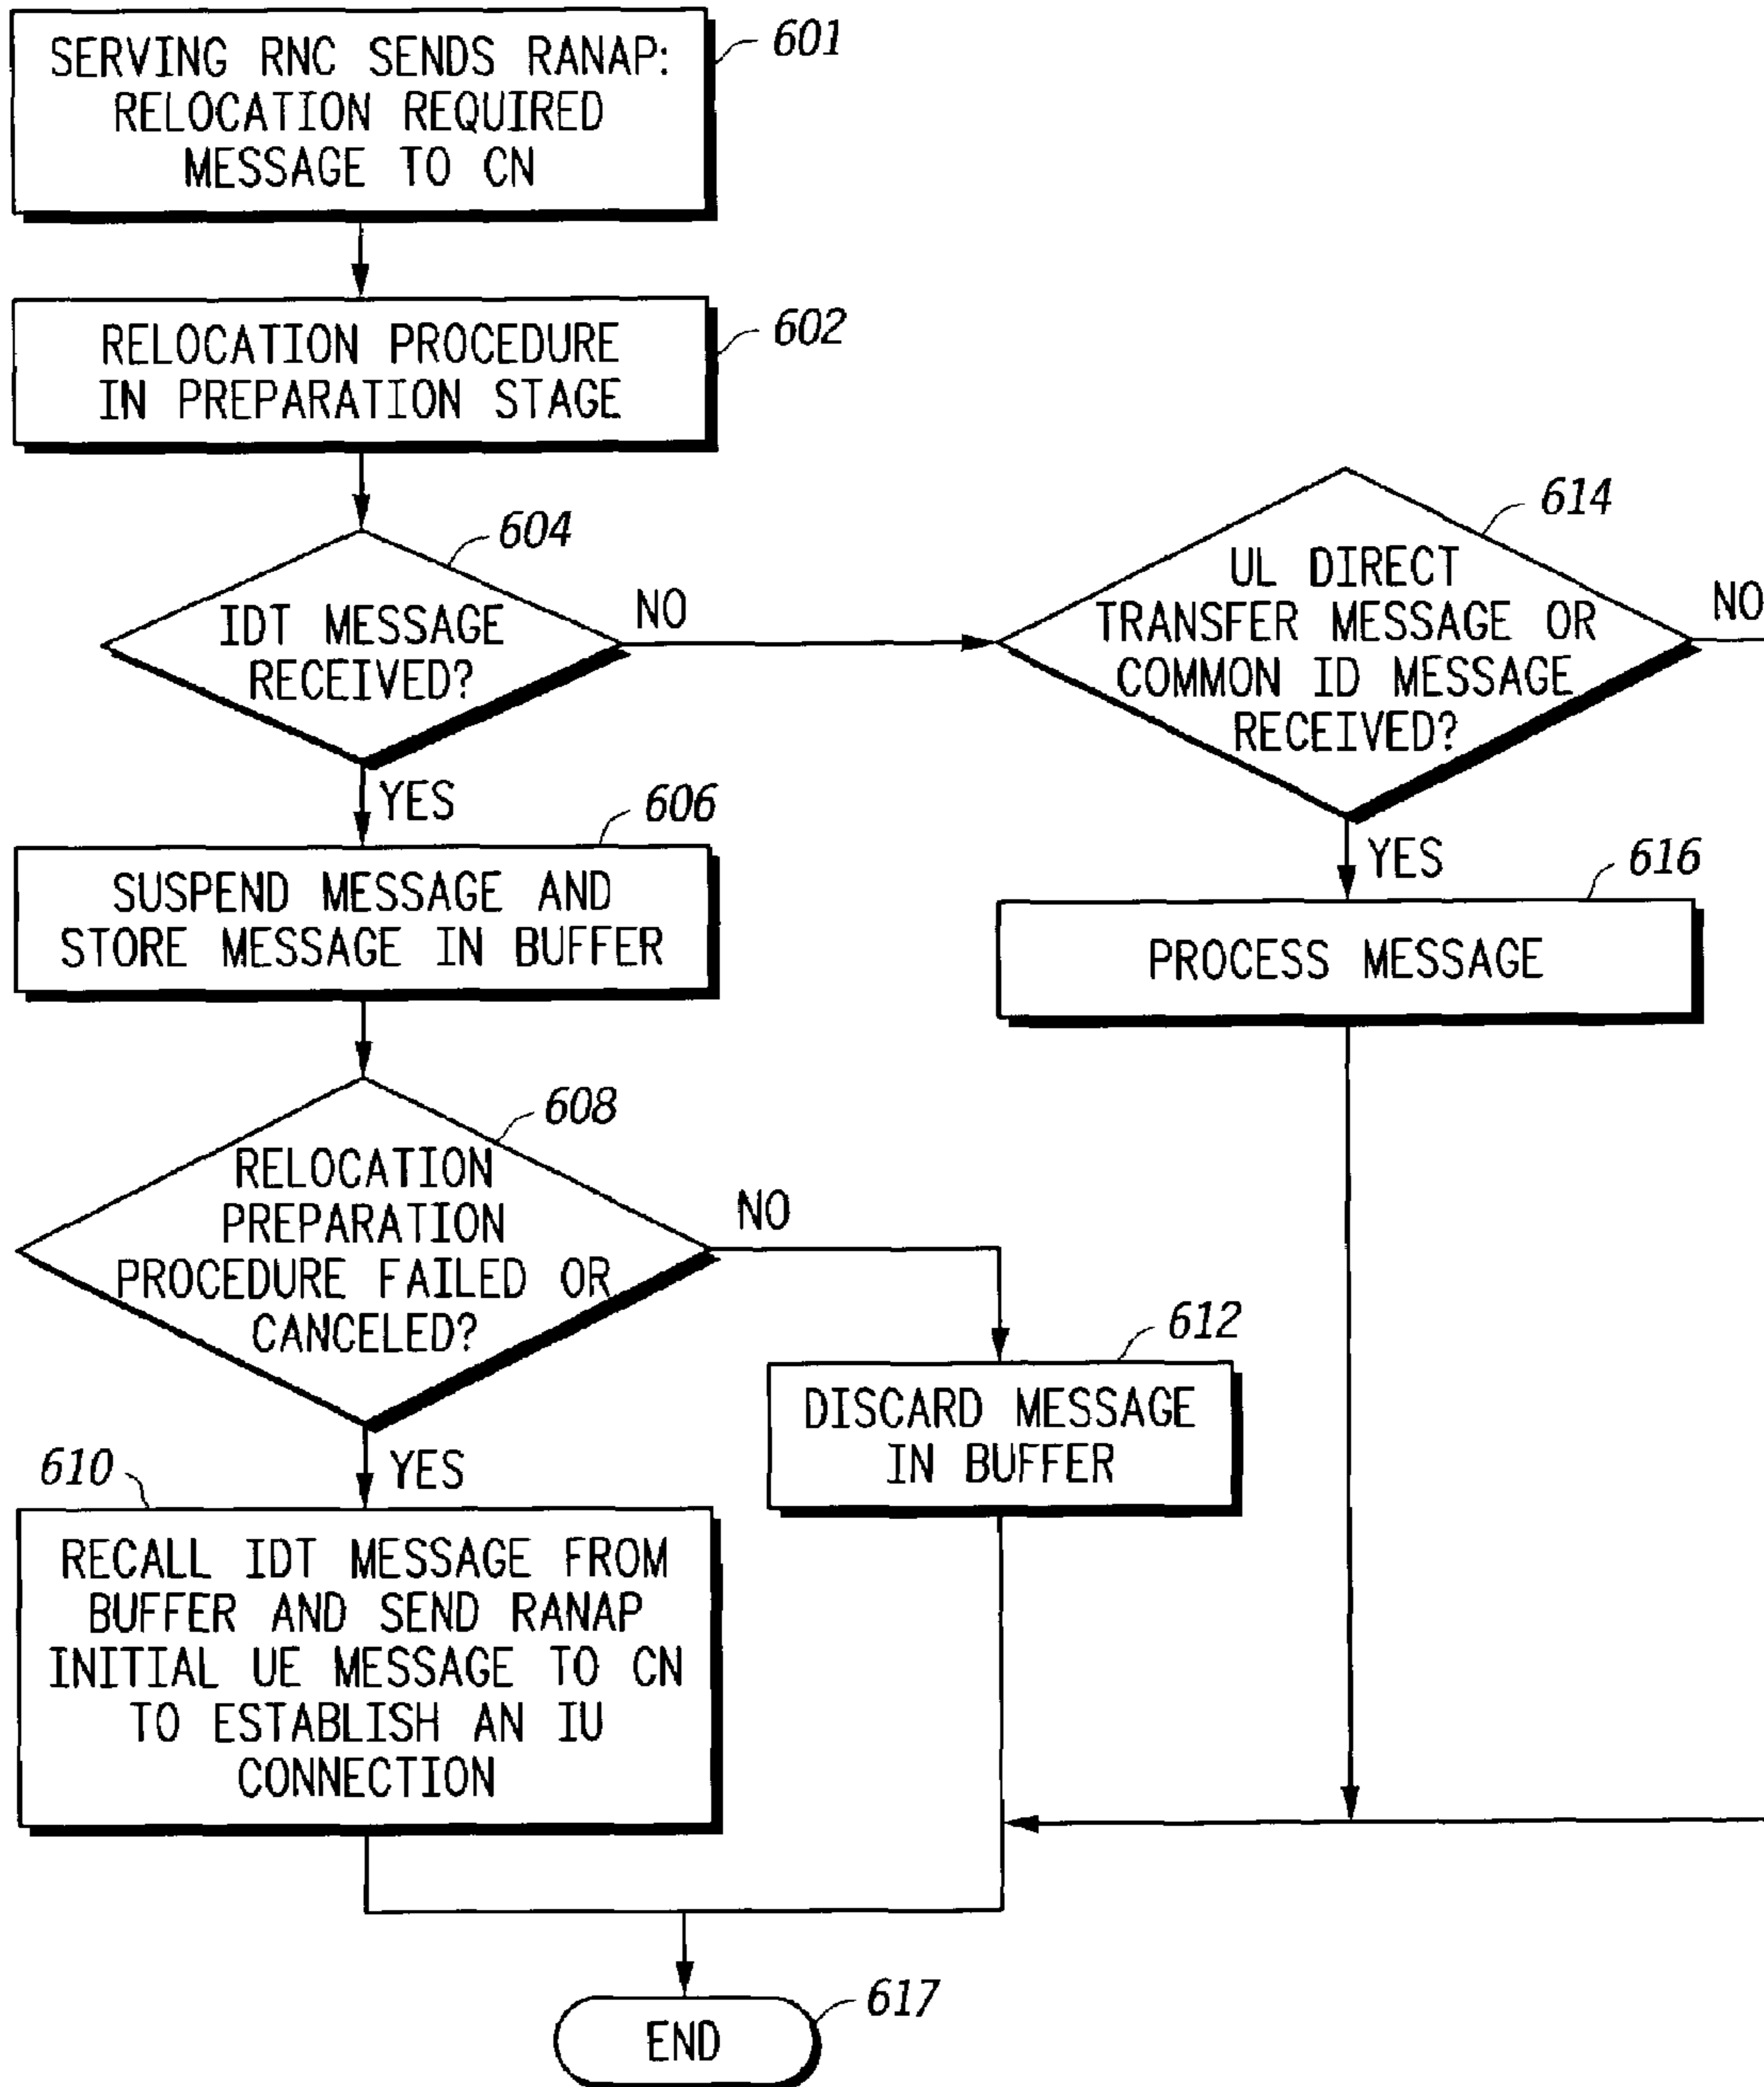 SERVING RNC SENDS RANAP:
RELOCATION REQUIRED
MESSAGE TO CN
601
RELOCATION PROCEDURE
IN PREPARATION STAGE
602
IDT MESSAGE
RECEIVED?
604
NO
UL DIRECT
TRANSFER MESSAGE OR
COMMON ID MESSAGE
RECEIVED?
614
NO
YES
SUSPEND MESSAGE AND
STORE MESSAGE IN BUFFER
606
YES
PROCESS MESSAGE
616
RELOCATION
PREPARATION
PROCEDURE FAILED OR
CANCELED?
608
NO
DISCARD MESSAGE
IN BUFFER
612
YES
610
RECALL IDT MESSAGE FROM
BUFFER AND SEND RANAP
INITIAL UE MESSAGE TO CN
TO ESTABLISH AN IU
CONNECTION
END
617